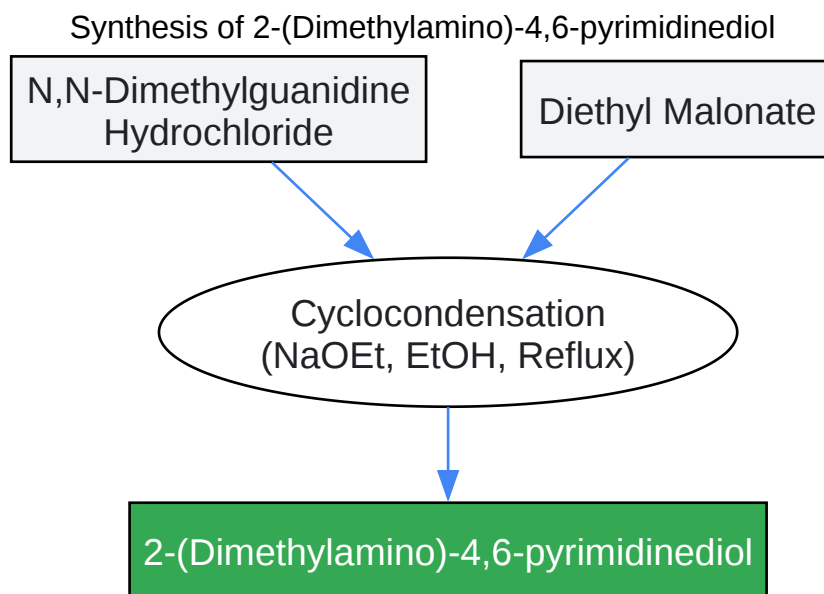 Synthesis of 2-(Dimethylamino)-4,6-pyrimidinediol
N,N-Dimethylguanidine
Hydrochloride
Diethyl Malonate
Cyclocondensation
(NaOEt, EtOH, Reflux)
2-(Dimethylamino)-4,6-pyrimidinediol